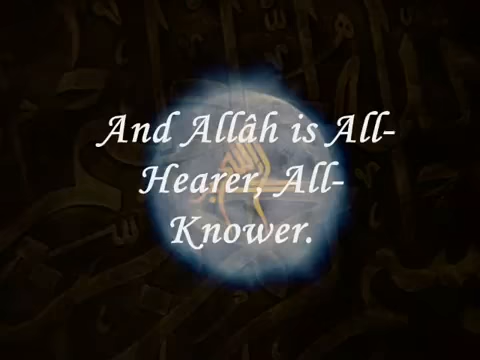 And Allâh is All-
Hearer, All-
Knower.